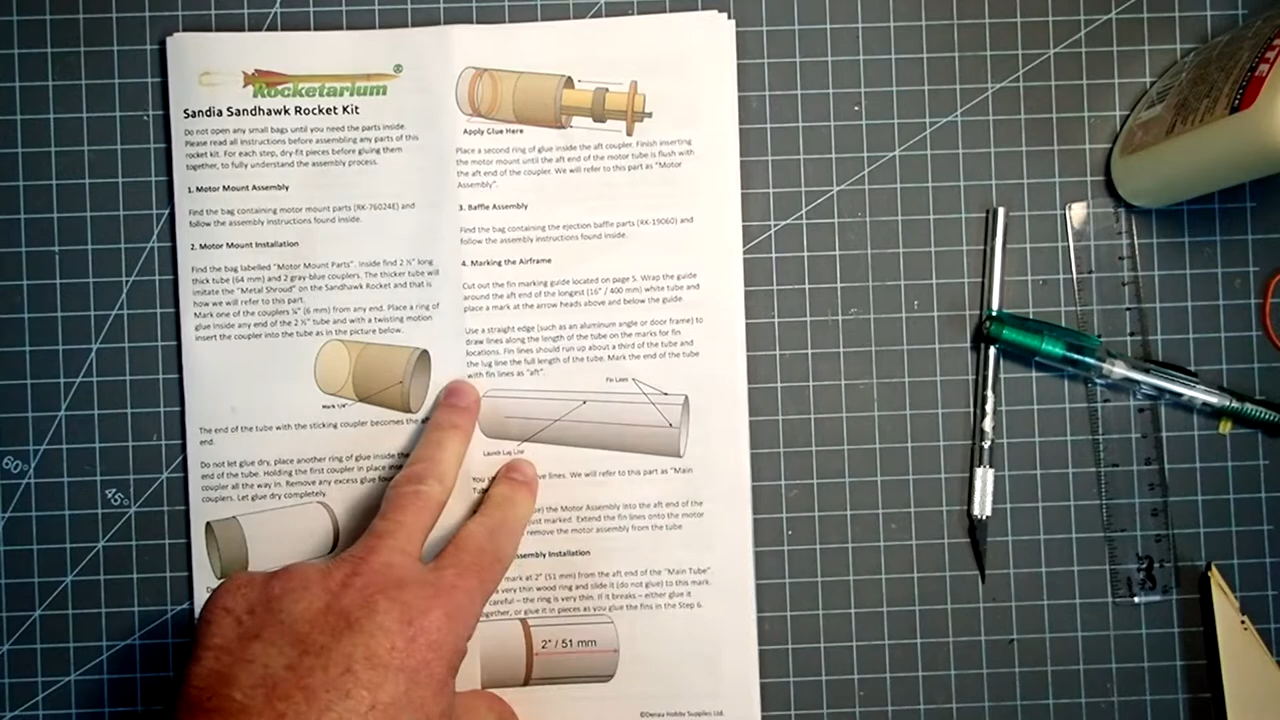 Rocketarium®
Sandia Sandhawk Rocket Kit
Do not open any small bags until you need the parts inside.
Please read all instructions before assembling any parts of this
rocket kit. For each step, dry-fit pieces before gluing them
together, to fully understand the assembly process.
1. Motor Mount Assembly
Find the bag containing motor mount parts (RK-76024E) and
follow the assembly instructions found inside.
2. Motor Mount Installation
Find the bag labelled "Motor Mount Parts". Inside find 2 ½" long
thick tube (64 mm) and 2 gray-blue couplers. The thicker tube will
imitate the "Metal Shroud" on the Sandhawk Rocket and that is
how we will refer to this part.
Mark one of the couplers ¼" (6 mm) from any end. Place a ring of
glue inside any end of the 2 ½" tube and with a twisting motion
insert the coupler into the tube as in the picture below.
Mark 1/4"
The end of the tube with the sticking coupler becomes the
end.
Do not let glue dry, place another ring of glue inside the
end of the tube. Holding the first coupler in place
coupler all the way in. Remove any excess glue
couplers. Let glue dry completely.
Apply Glue Here
Place a second ring of glue inside the aft coupler. Finish inserting
the motor mount until the aft end of the motor tube is flush with
the aft end of the coupler. We will refer to this part as "Motor
Assembly".
3. Baffle Assembly
Find the bag containing the ejection baffle parts (RK-19060) and
follow the assembly instructions found inside.
4. Marking the Airframe
Cut out the fin marking guide located on page 5. Wrap the guide
around the aft end of the longest (16" / 400 mm) white tube and
place a mark at the arrow heads above and below the guide.
Use a straight edge (such as an aluminum angle or door frame) to
draw lines along the length of the tube on the marks for fin
locations. Fin lines should run up about a third of the tube and
the lug line the full length of the tube. Mark the end of the tube
with fin lines as "aft".
Fin Lines
Launch Lug Line
You lines. We will refer to this part as "Main
the Motor Assembly into the aft end of the
just marked. Extend the fin lines onto the motor
remove the motor assembly from the tube
Assembly Installation
mark at 2" (51 mm) from the aft end of the "Main Tube".
very thin wood ring and slide it (do not glue) to this mark.
careful – the ring is very thin. If it breaks – either glue it
together, or glue it in pieces as you glue the fins in the Step 6.
2" / 51 mm
©Denau Hobby Supplies Ltd.
60°
45°